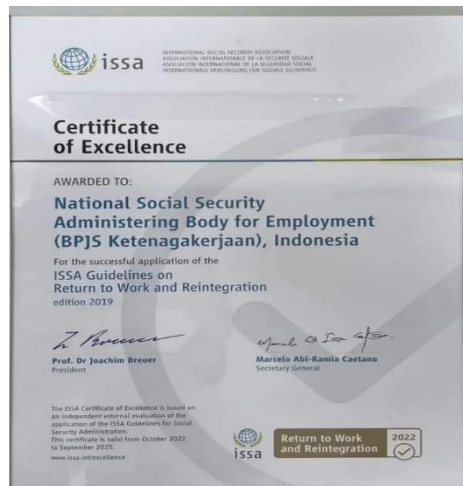 issa
INTERNATIONAL SOCIAL SECURITY ASSOCIATION
ASSOCIATION INTERNATIONALE DE LA SÉCURITÉ SOCIALE
ASOCIACIÓN INTERNACIONAL DE LA SEGURIDAD SOCIAL
INTERNATIONALE VEREINIGUNG FÜR SOZIALE SICHERHEIT
Certificate
of Excellence
AWARDED TO:
National Social Security
Administering Body for Employment
(BPJS Ketenagakerjaan), Indonesia
For the successful application of the
ISSA Guidelines on
Return to Work and Reintegration
edition 2019
Prof. Dr Joachim Breuer
President
Marcelo Abi-Ramia Caetano
Secretary General
The ISSA Certificate of Excellence is based on
an independent external evaluation of the
application of the ISSA Guidelines for Social
Security Administration.
This certificate is valid from October 2022
to September 2025.
www.issa.int/excellence
issa
Return to Work
and Reintegration
2022